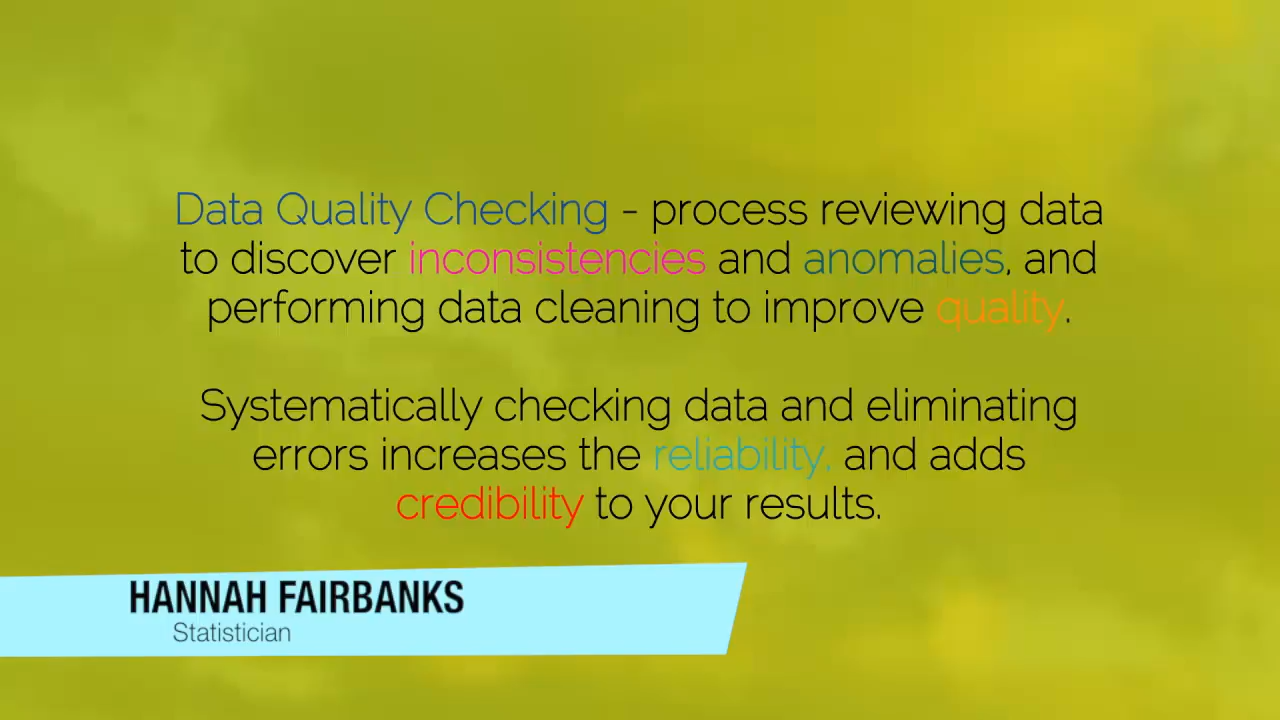 Data Quality Checking - process reviewing data
to discover inconsistencies and anomalies, and
performing data cleaning to improve quality.
Systematically checking data and eliminating
errors increases the reliability, and adds
credibility to your results.
HANNAH FAIRBANKS
Statistician